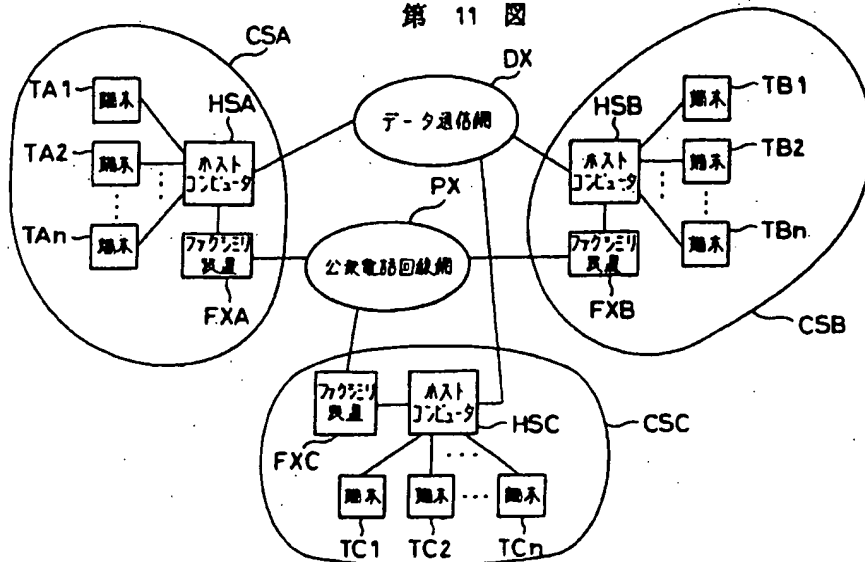 第 11 図
CSA
DX
TA1
端末
HSA
データ通信網
HSB
端末
TB1
TA2
端末
ホスト
コンピュータ
ホスト
コンピュータ
端末
TB2
PX
TAn
端末
ファクシミリ
装置
公衆電話回線網
ファクシミリ
装置
端末
TBn
FXA
FXB
CSB
ファクシミリ
装置
ホスト
コンピュータ
HSC
CSC
FXC
端末
端末
端末
TC1
TC2
TCn